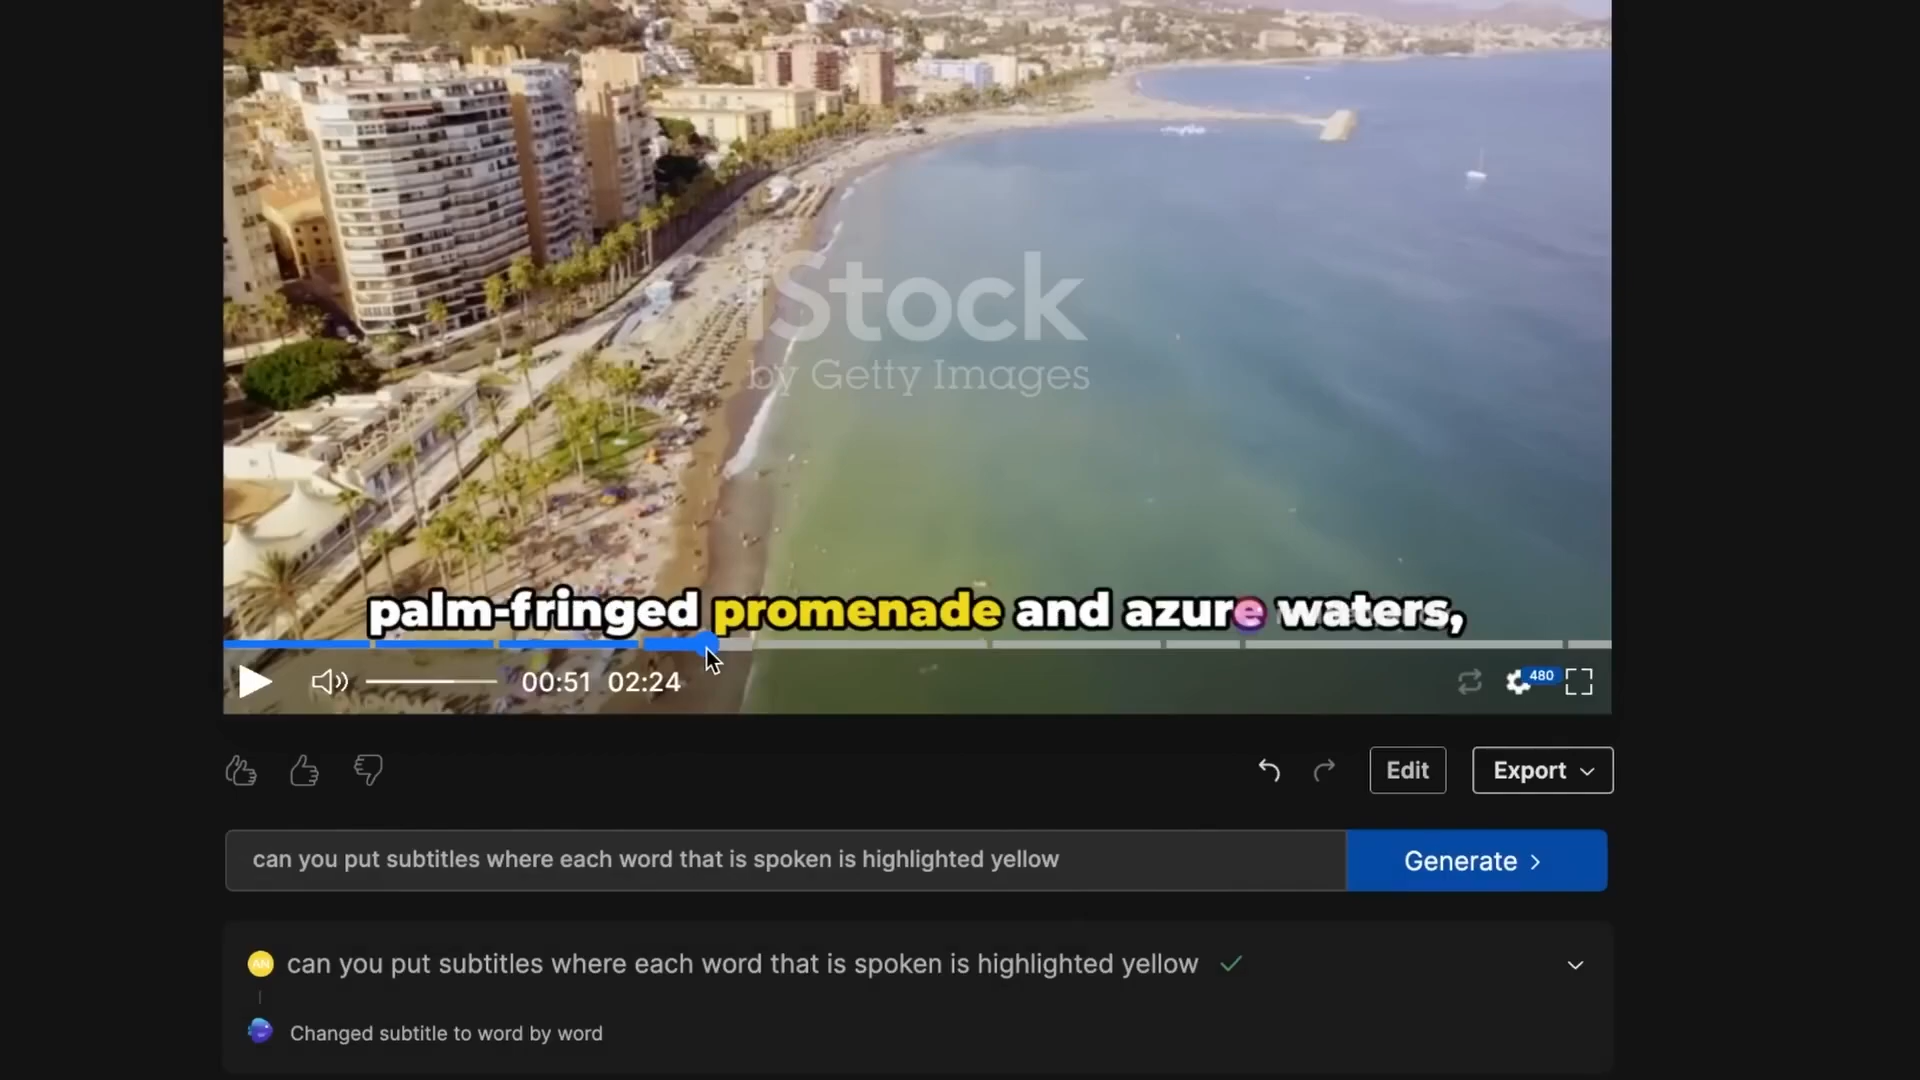 iStock
by Getty Images
palm-fringed promenade and azure waters,
00:51 02:24
480
Edit
Export
can you put subtitles where each word that is spoken is highlighted yellow
Generate
AN
can you put subtitles where each word that is spoken is highlighted yellow
Changed subtitle to word by word